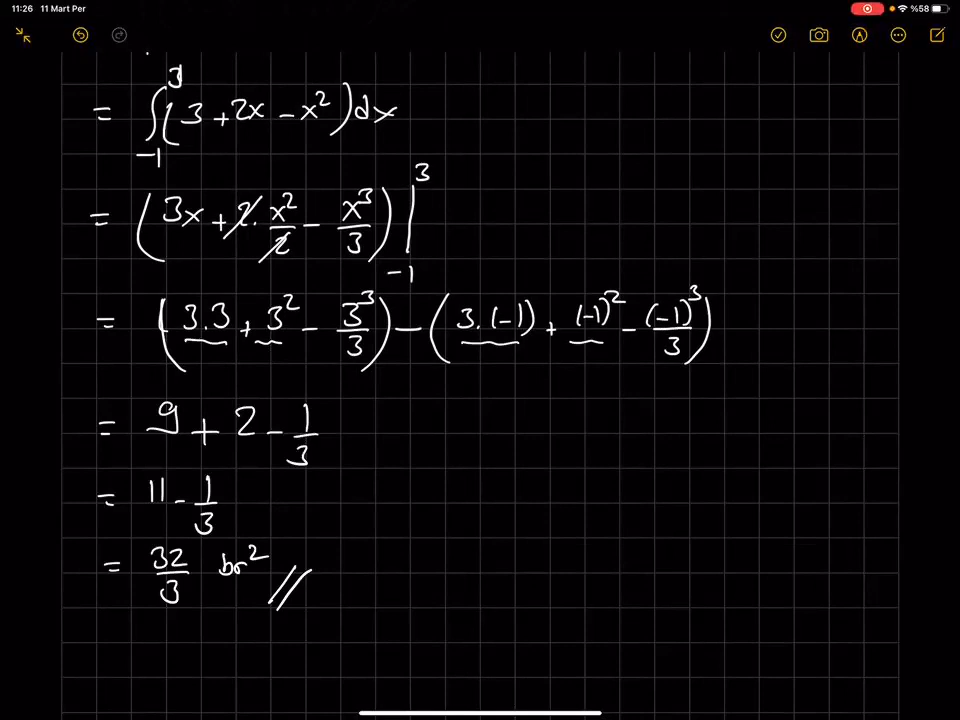 11:26 11 Mart Per %58
= ∫₋₁³ (3 + 2x - x²) dx
= (3x + 2. x²/2 - x³/3) |₋₁³
= (3.3 + 3² - 3³/3) - (3.(-1) + (-1)² - (-1)³/3)
= 9 + 2 - 1/3
= 11 - 1/3
= 32/3 br² //